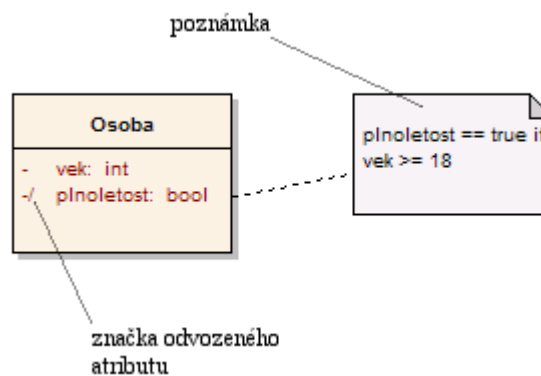 poznámka
Osoba
- vek: int
-/ plnoletost: bool
plnoletost == true if
vek >= 18
značka odvozeného
atributu